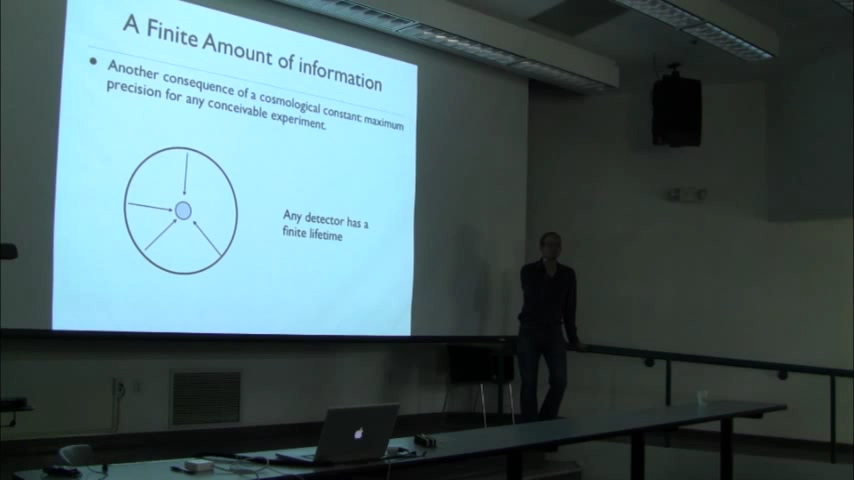 A Finite Amount of information
• Another consequence of a cosmological constant: maximum
precision for any conceivable experiment.
Any detector has a
finite lifetime